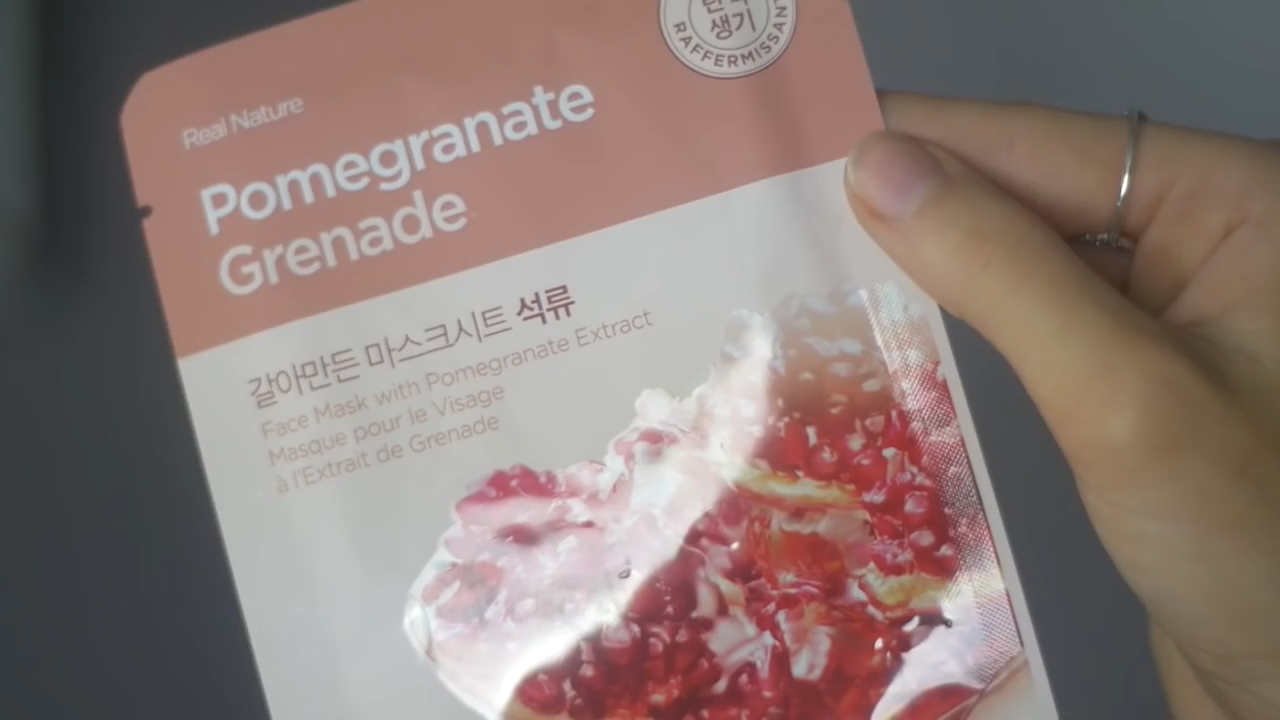 생기
RAFFERMISSANT
Real Nature
Pomegranate
Grenade
갈아만든 마스크시트 석류
Face Mask with Pomegranate Extract
Masque pour le Visage
à l'Extrait de Grenade